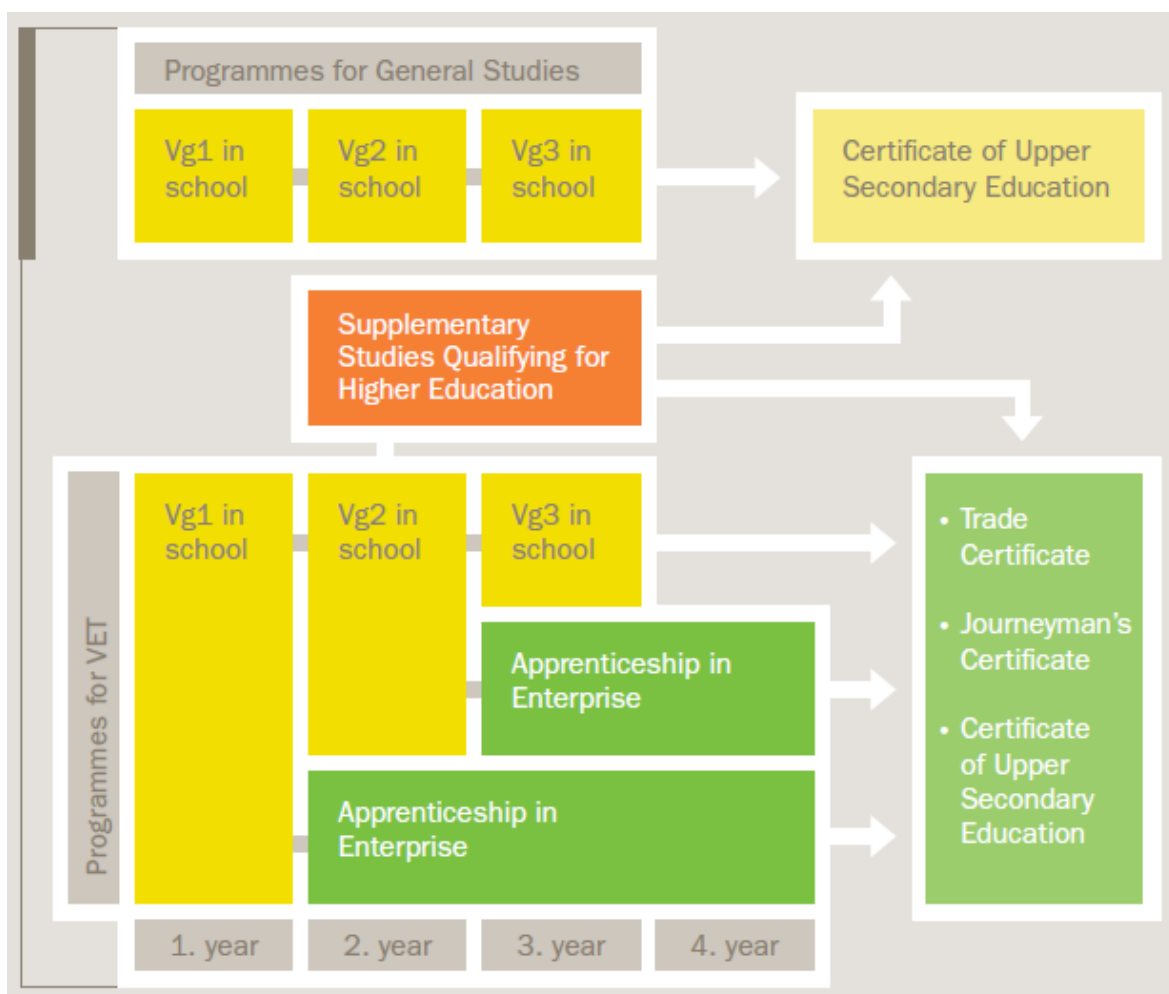 Programmes for General Studies
Vg1 in
school
Vg2 in
school
Vg3 in
school
Certificate of Upper
Secondary Education
Supplementary
Studies Qualifying for
Higher Education
Programmes for VET
Vg1 in
school
Vg2 in
school
Vg3 in
school
Apprenticeship in
Enterprise
Apprenticeship in
Enterprise
• Trade
Certificate
• Journeyman's
Certificate
• Certificate
of Upper
Secondary
Education
1. year
2. year
3. year
4. year